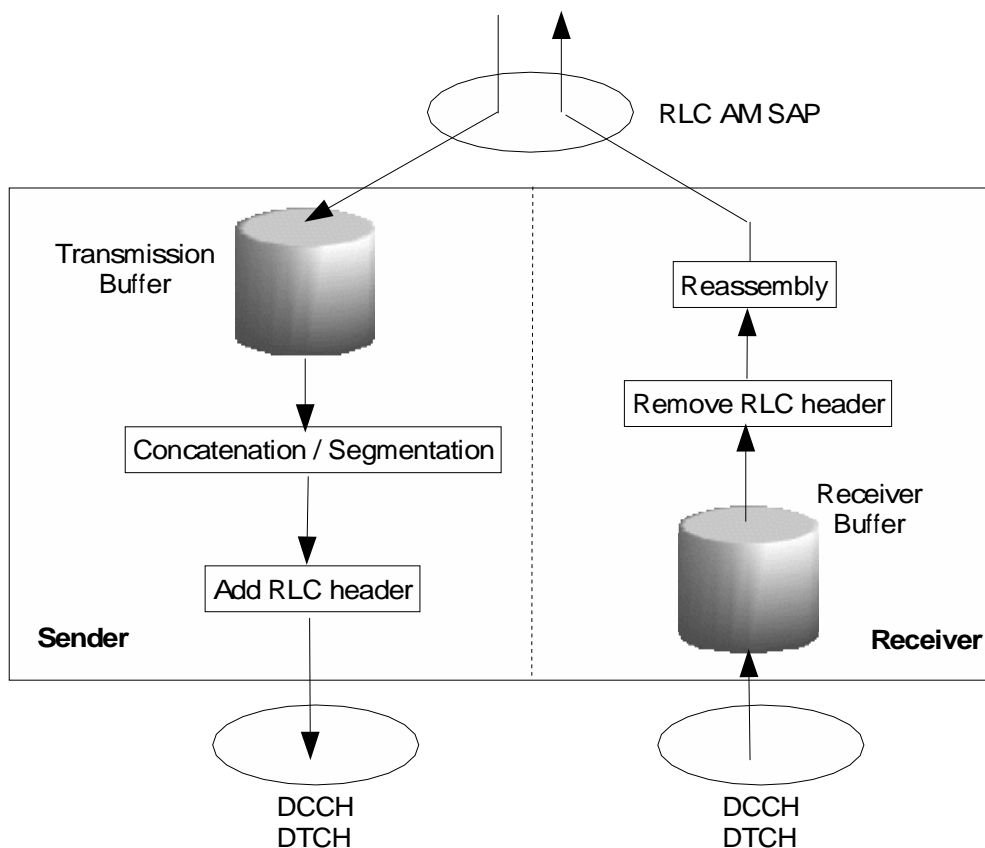 RLC AM SAP
Transmission
Buffer
Reassembly
Remove RLC header
Concatenation / Segmentation
Receiver
Buffer
Add RLC header
Sender
Receiver
DCCH
DTCH
DCCH
DTCH